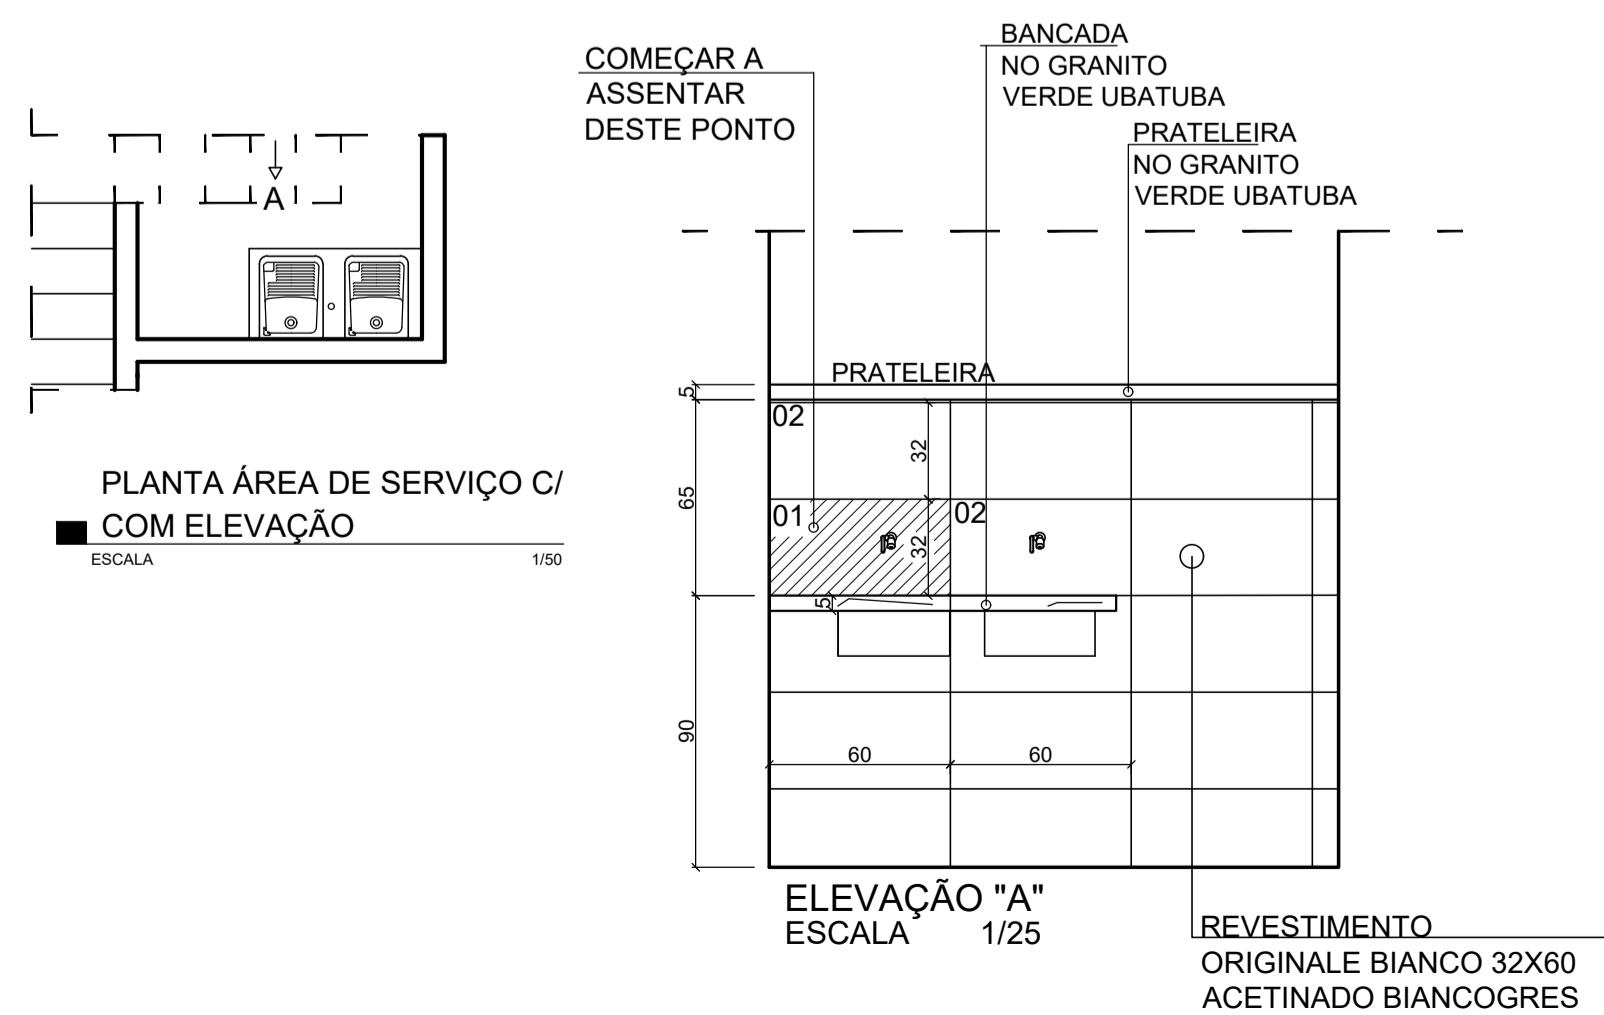 COMEÇAR A
ASSENTAR
DESTE PONTO
BANCADA
NO GRANITO
VERDE UBATUBA
PRATELEIRA
NO GRANITO
VERDE UBATUBA
A
PLANTA ÁREA DE SERVIÇO C/
COM ELEVAÇÃO
ESCALA 1/50
PRATELEIRA
5
02
32
65
01
02
32
5
90
60 60
ELEVAÇÃO "A"
ESCALA 1/25
REVESTIMENTO
ORIGINALE BIANCO 32X60
ACETINADO BIANCOGRES